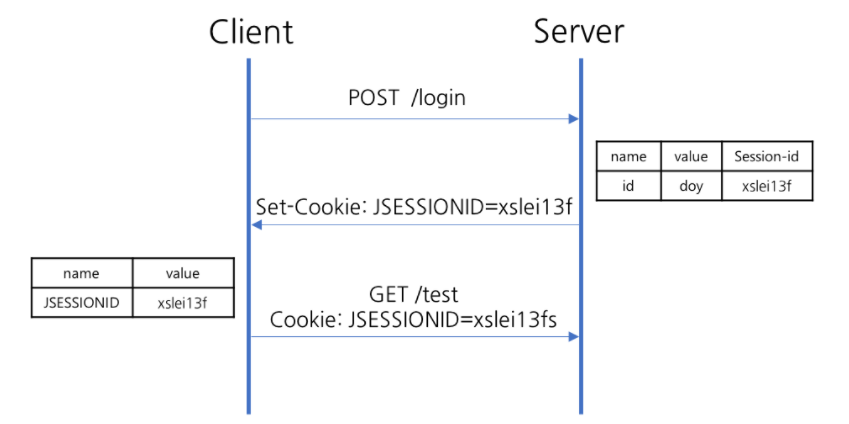 Client Server
POST /login
name value Session-id
id doy xslei13f
Set-Cookie: JSESSIONID=xslei13f
name value
JSESSIONID xslei13f
GET /test
Cookie: JSESSIONID=xslei13fs